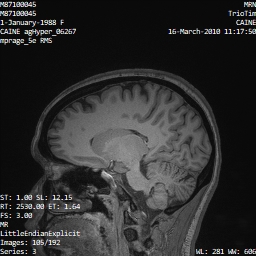 M87100045
MRN
M87100045
TrioTim
1-January-1988 F
CAINE
CAINE agHyper_06267
16-March-2010 11:17:50
mprage_5e RMS
ST: 1.00 SL: 12.15
RT: 2530.00 ET: 1.64
FS: 3.00
MR
LittleEndianExplicit
Images: 105/192
Series: 3
WL: 281 WW: 606